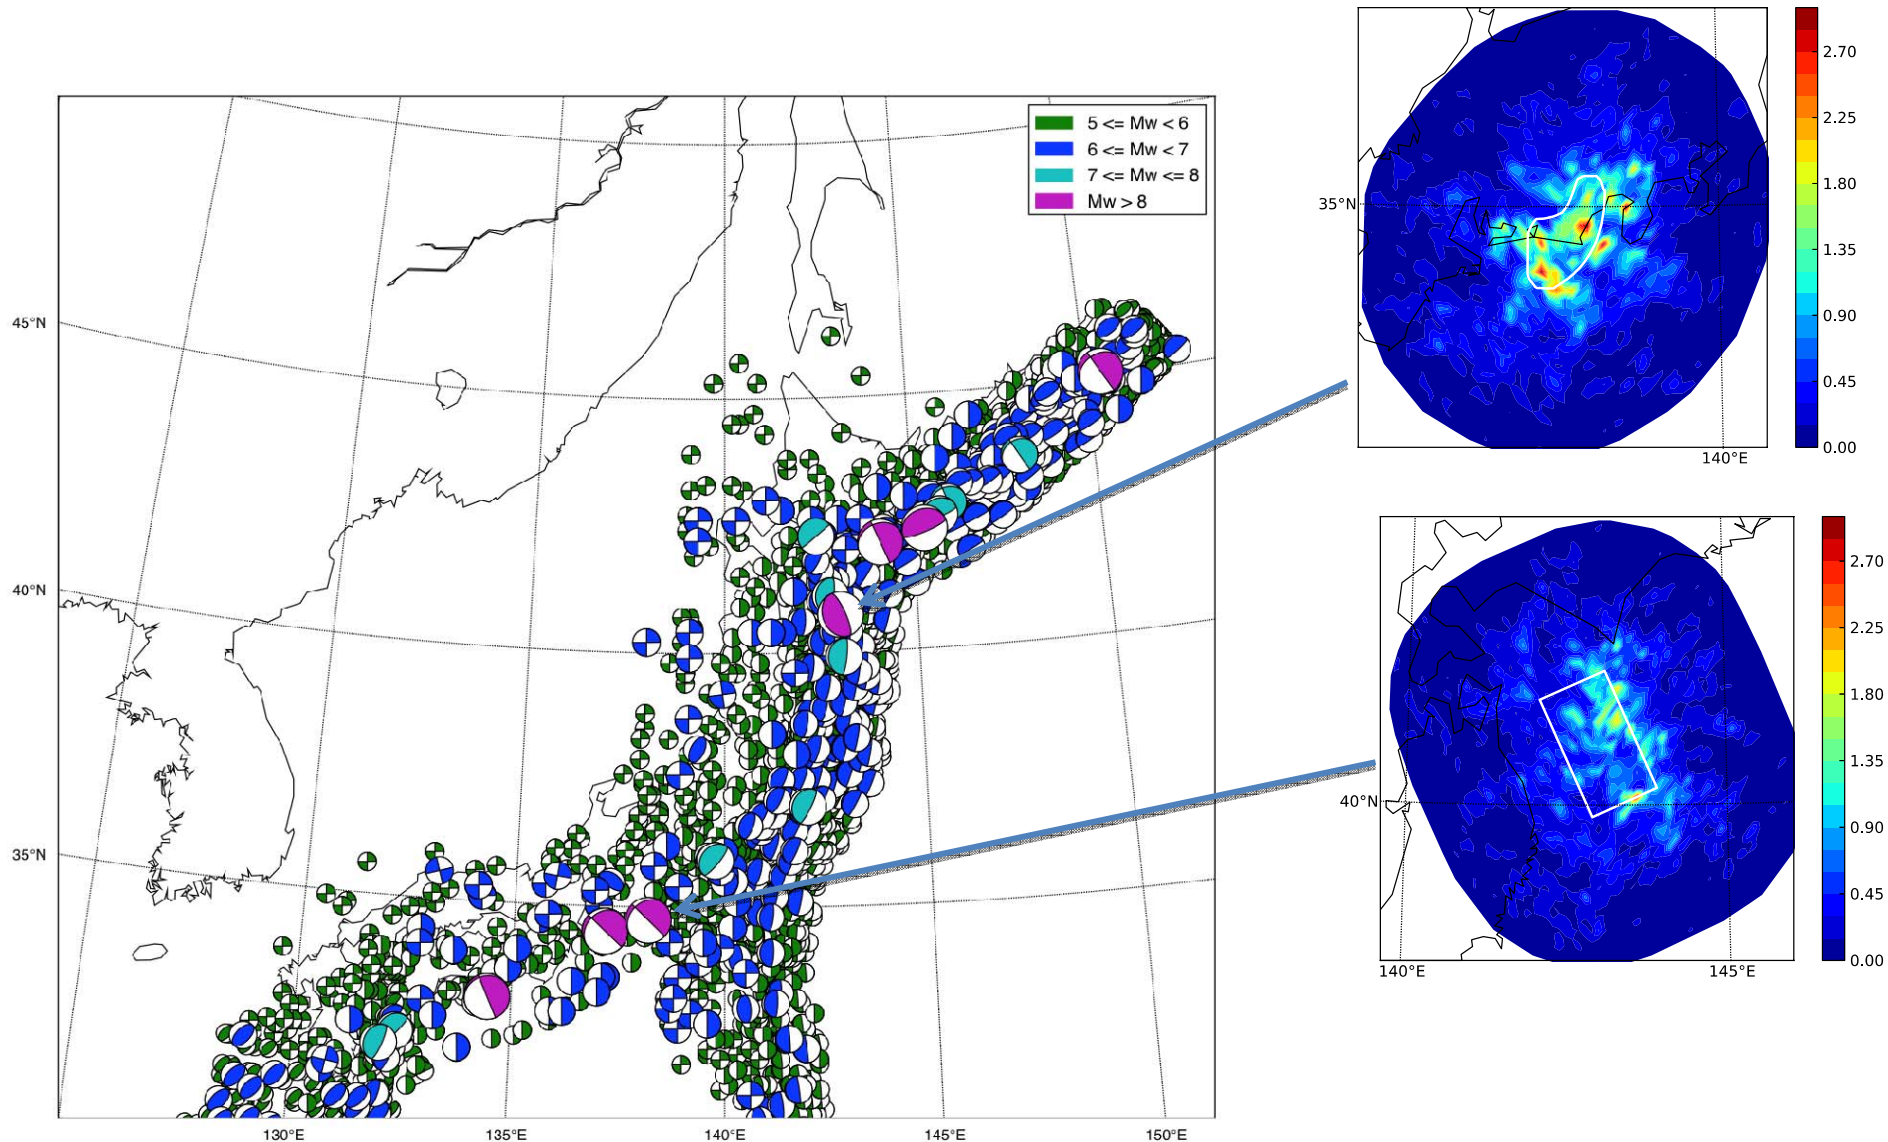 5 <= Mw < 6
6 <= Mw < 7
7 <= Mw <= 8
Mw > 8
45°N
40°N
35°N
130°E
135°E
140°E
145°E
150°E
35°N
140°E
2.70
2.25
1.80
1.35
0.90
0.45
0.00
40°N
140°E
145°E
2.70
2.25
1.80
1.35
0.90
0.45
0.00